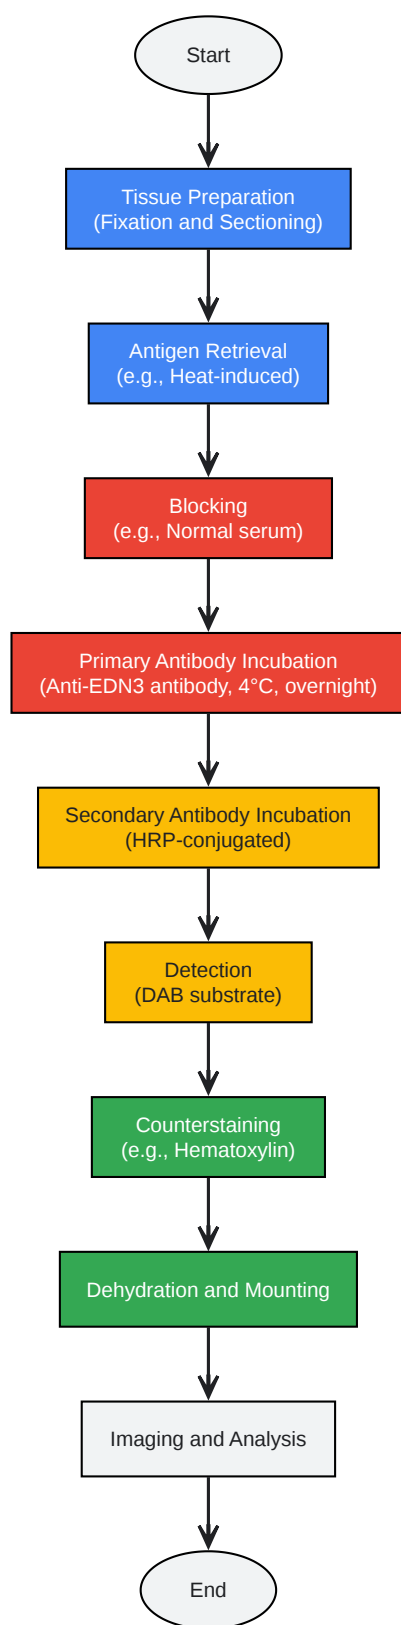 Start
Tissue Preparation
(Fixation and Sectioning)
Antigen Retrieval
(e.g., Heat-induced)
Blocking
(e.g., Normal serum)
Primary Antibody Incubation
(Anti-EDN3 antibody, 4°C, overnight)
Secondary Antibody Incubation
(HRP-conjugated)
Detection
(DAB substrate)
Counterstaining
(e.g., Hematoxylin)
Dehydration and Mounting
Imaging and Analysis
End